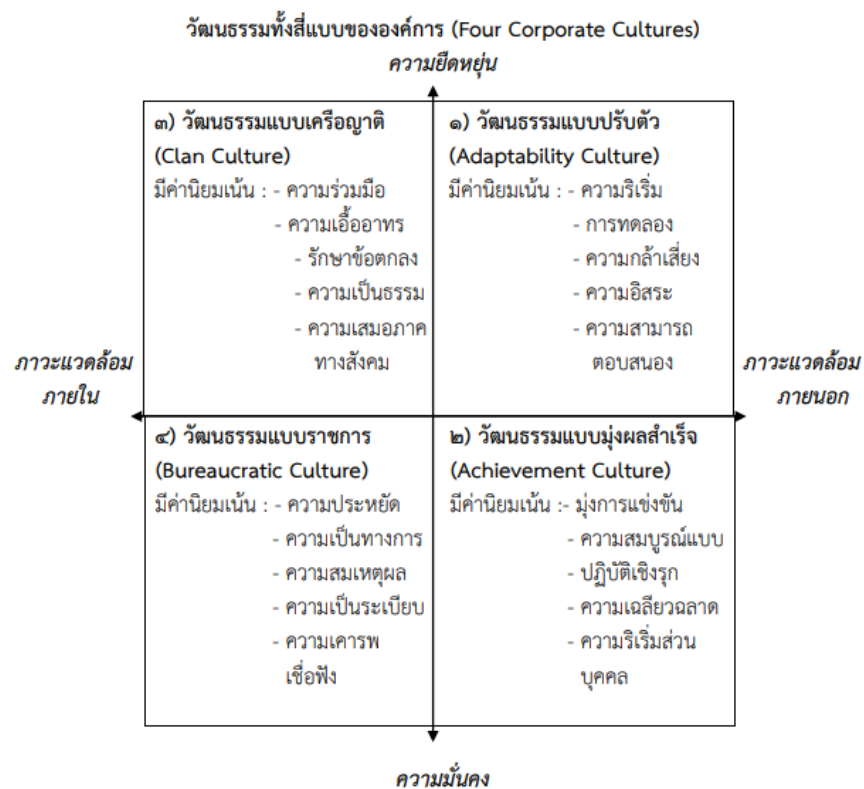 วัฒนธรรมทั้งสี่แบบขององค์การ (Four Corporate Cultures)
ความยืดหยุ่น
๓) วัฒนธรรมแบบเครือญาติ
(Clan Culture)
มีค่านิยมเน้น : - ความร่วมมือ
- ความเอื้ออาทร
- รักษาข้อตกลง
- ความเป็นธรรม
- ความเสมอภาค
ทางสังคม
๑) วัฒนธรรมแบบปรับตัว
(Adaptability Culture)
มีค่านิยมเน้น : - ความริเริ่ม
- การทดลอง
- ความกล้าเสี่ยง
- ความอิสระ
- ความสามารถ
ตอบสนอง
ภาวะแวดล้อม
ภายใน
ภาวะแวดล้อม
ภายนอก
๔) วัฒนธรรมแบบราชการ
(Bureaucratic Culture)
มีค่านิยมเน้น : - ความประหยัด
- ความเป็นทางการ
- ความสมเหตุผล
- ความเป็นระเบียบ
- ความเคารพ
เชื่อฟัง
๒) วัฒนธรรมแบบมุ่งผลสำเร็จ
(Achievement Culture)
มีค่านิยมเน้น :- มุ่งการแข่งขัน
- ความสมบูรณ์แบบ
- ปฏิบัติเชิงรุก
- ความเฉลียวฉลาด
- ความริเริ่มส่วน
บุคคล
ความมั่นคง